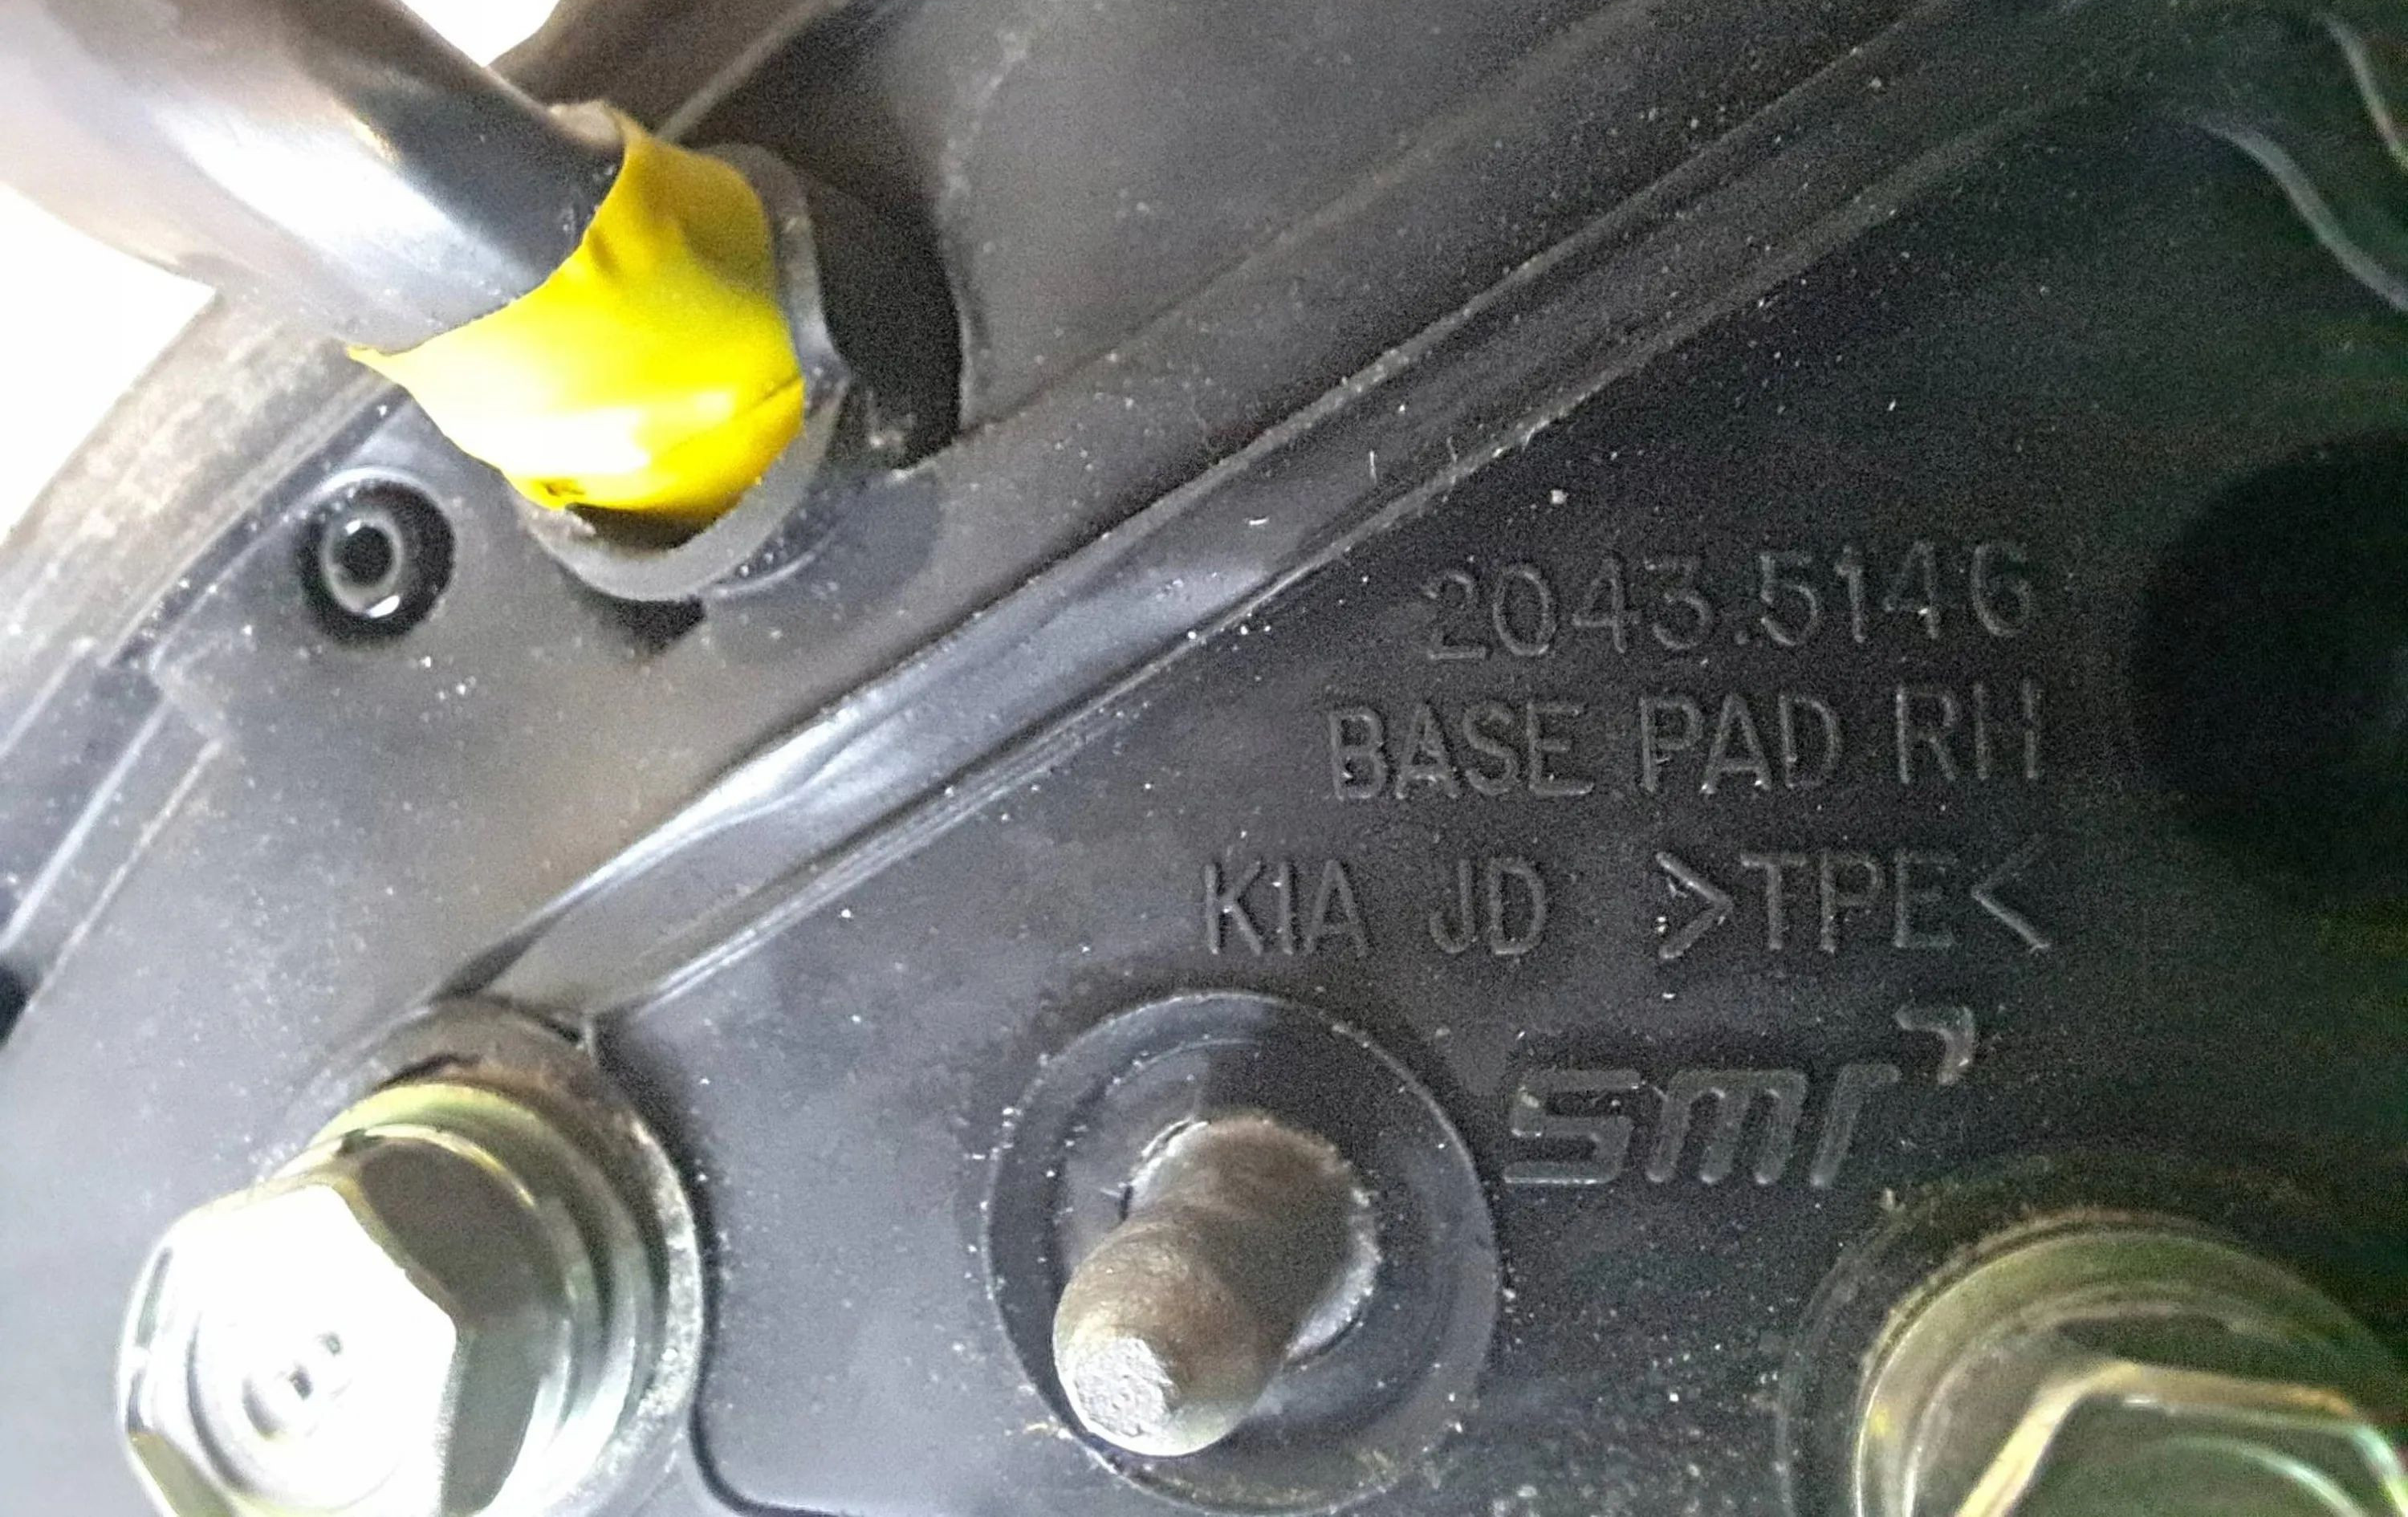 2043.5146
BASE PAD RH
KIA JD >TPE<
smr